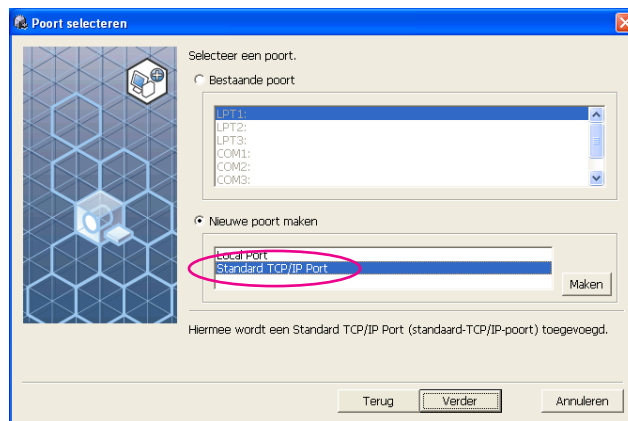 Poort selecteren
Selecteer een poort.
Bestaande poort
LPT1:
LPT2:
LPT3:
COM1:
COM2:
COM3:
Nieuwe poort maken
Local Port
Standard TCP/IP Port
Maken
Hiermee wordt een Standard TCP/IP Port (standaard-TCP/IP-poort) toegevoegd.
Terug
Verder
Annuleren